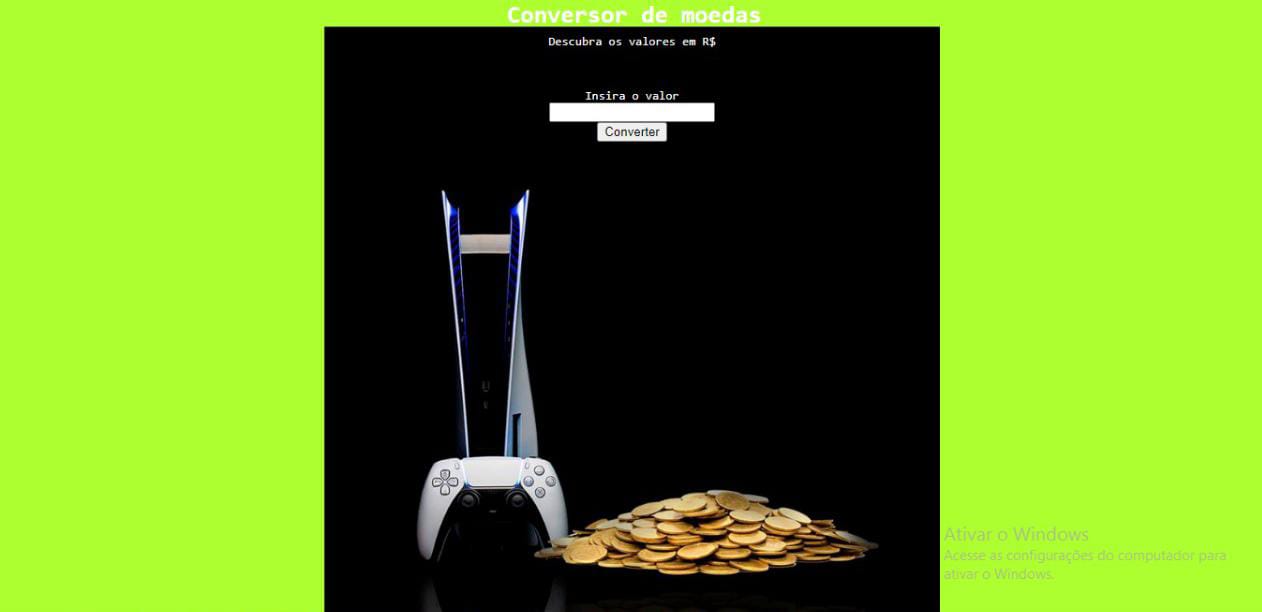 Conversor de moedas
Descubra os valores em R$
Insira o valor
Converter
Ativar o Windows
Acesse as configurações do computador para
ativar o Windows.